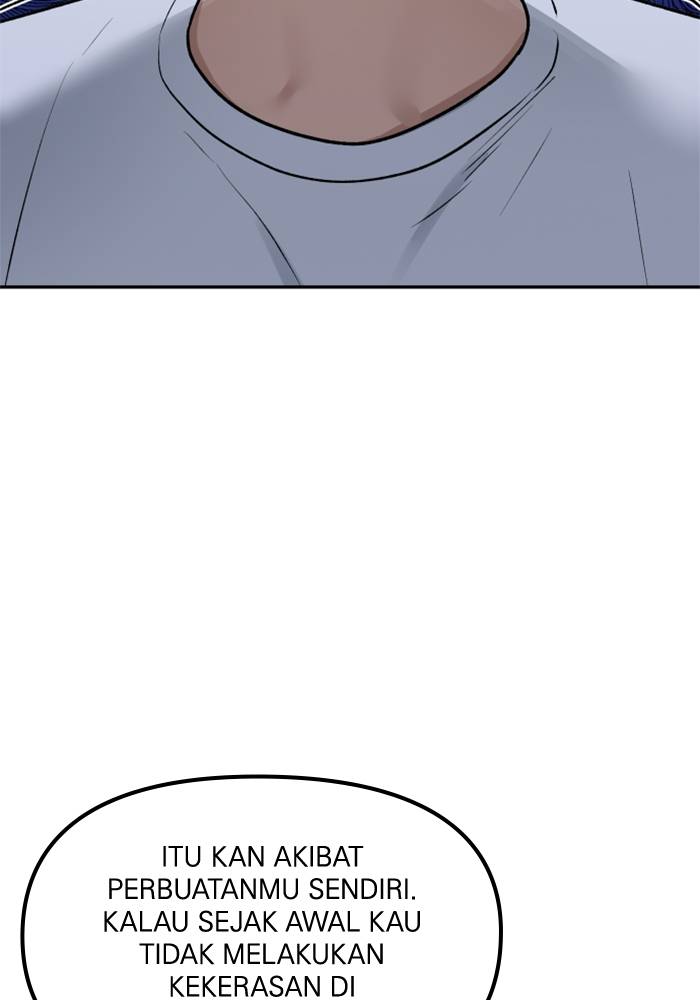 ITU KAN AKIBAT
PERBUATANMU SENDIRI.
KALAU SEJAK AWAL KAU
TIDAK MELAKUKAN
KEKERASAN DI